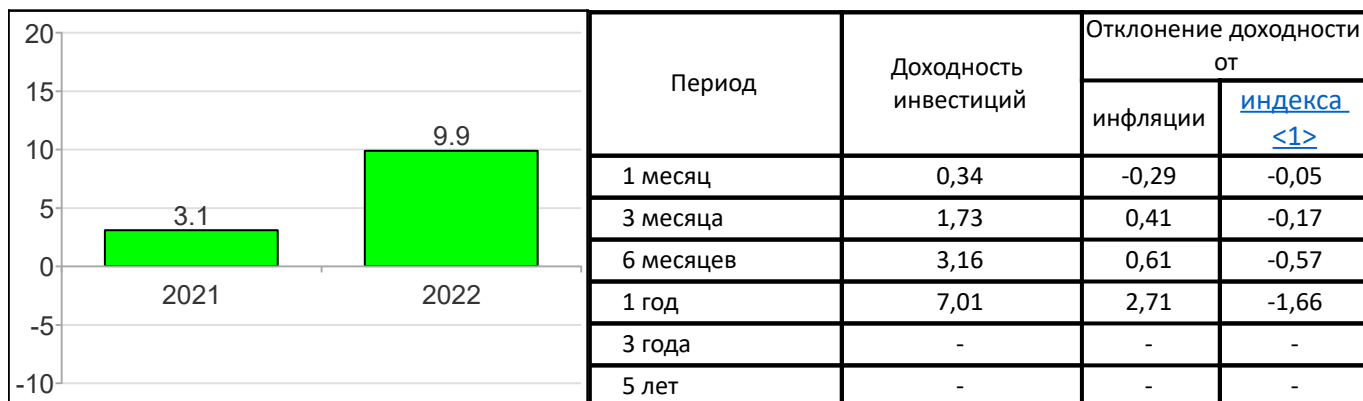 20
15
10
5
0
-5
-10
3.1
9.9
2021
2022
Период
Доходность
инвестиций
Отклонение доходности
от
инфляции
индекса
<1>
1 месяц 0,34 -0,29 -0,05
3 месяца 1,73 0,41 -0,17
6 месяцев 3,16 0,61 -0,57
1 год 7,01 2,71 -1,66
3 года - - -
5 лет - - -